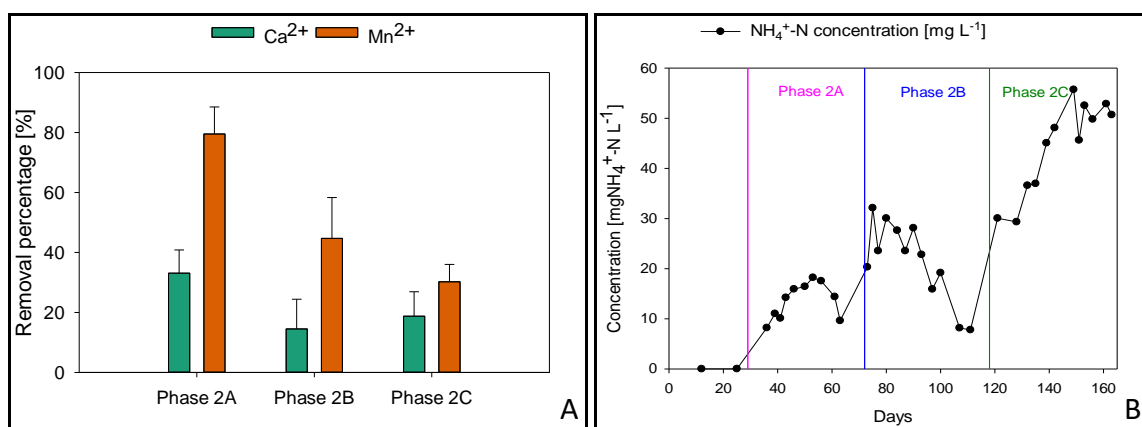 Ca²⁺ Mn²⁺
Removal percentage [%]
100
80
60
40
20
0
Phase 2A Phase 2B Phase 2C
A
NH₄⁺-N concentration [mg L⁻¹]
Concentration [mgNH₄⁺-N L⁻¹]
60
50
40
30
20
10
0
Phase 2A Phase 2B Phase 2C
0 20 40 60 80 100 120 140 160
Days
B